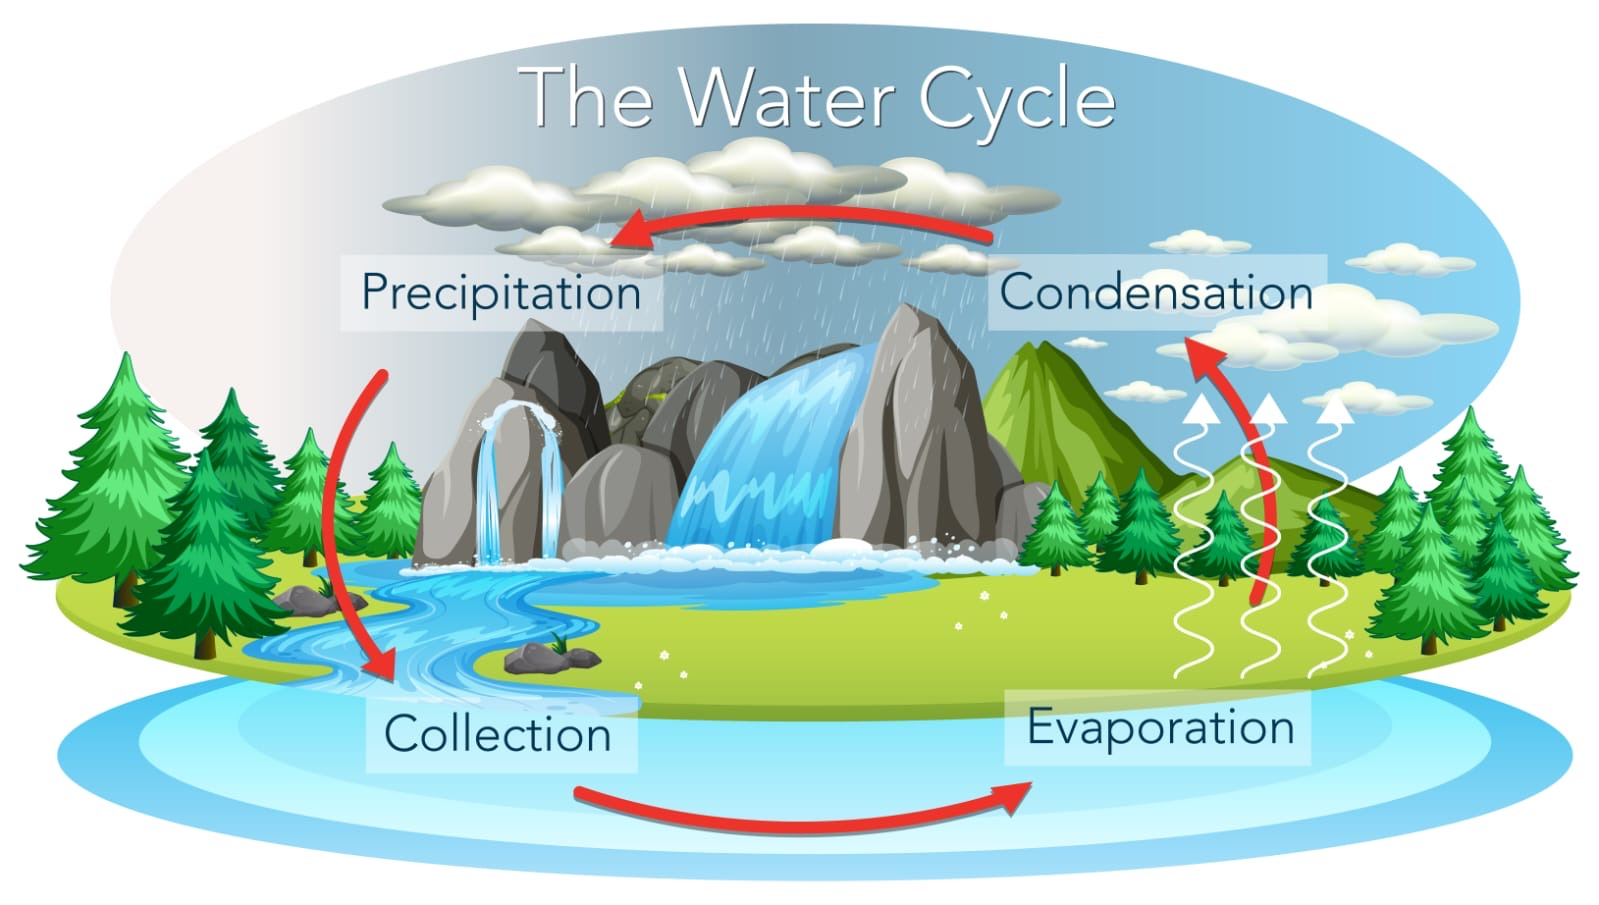 The Water Cycle
Precipitation
Condensation
Collection
Evaporation